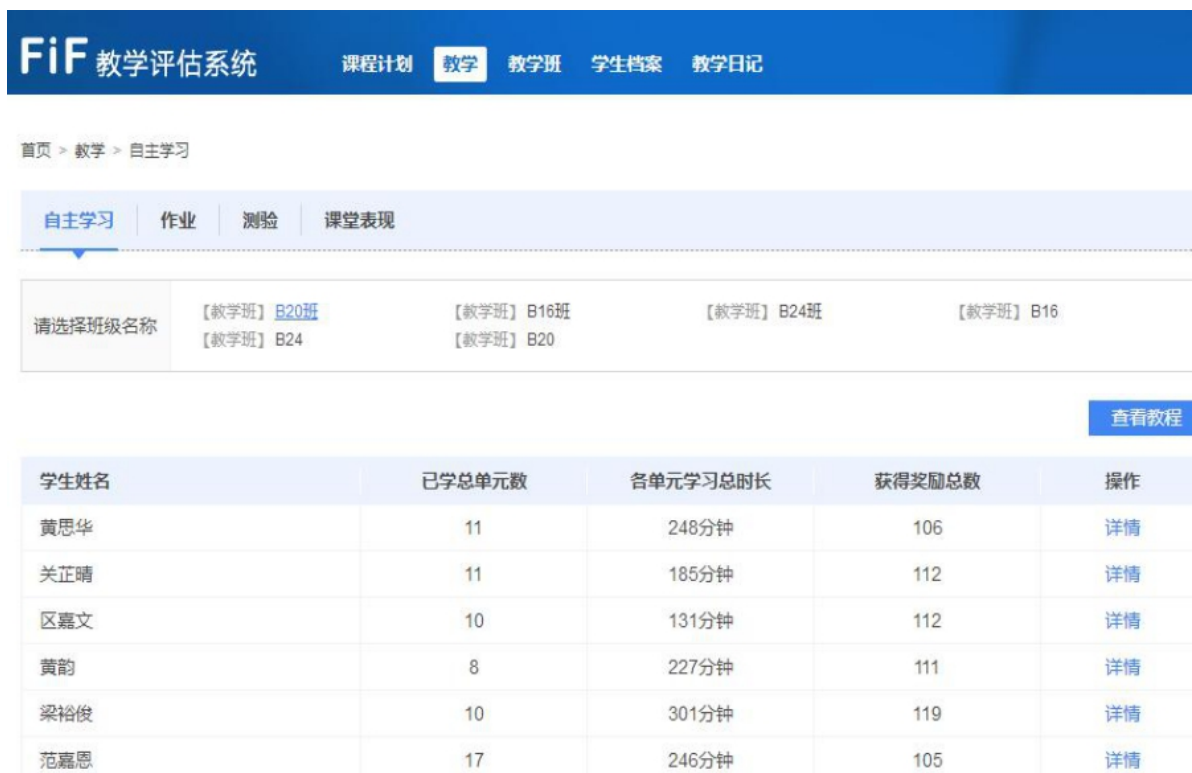 FiF 教学评估系统 课程计划 教学 教学班 学生档案 教学日记
首页 > 教学 > 自主学习
自主学习 作业 测验 课堂表现
请选择班级名称
【教学班】 B20班 【教学班】 B16班 【教学班】 B24班 【教学班】 B16
【教学班】 B24 【教学班】 B20
查看教程
学生姓名 已学总单元数 各单元学习总时长 获得奖励总数 操作
黄思华 11 248分钟 106 详情
关芷晴 11 185分钟 112 详情
区嘉文 10 131分钟 112 详情
黄韵 8 227分钟 111 详情
梁裕俊 10 301分钟 119 详情
范嘉恩 17 246分钟 105 详情